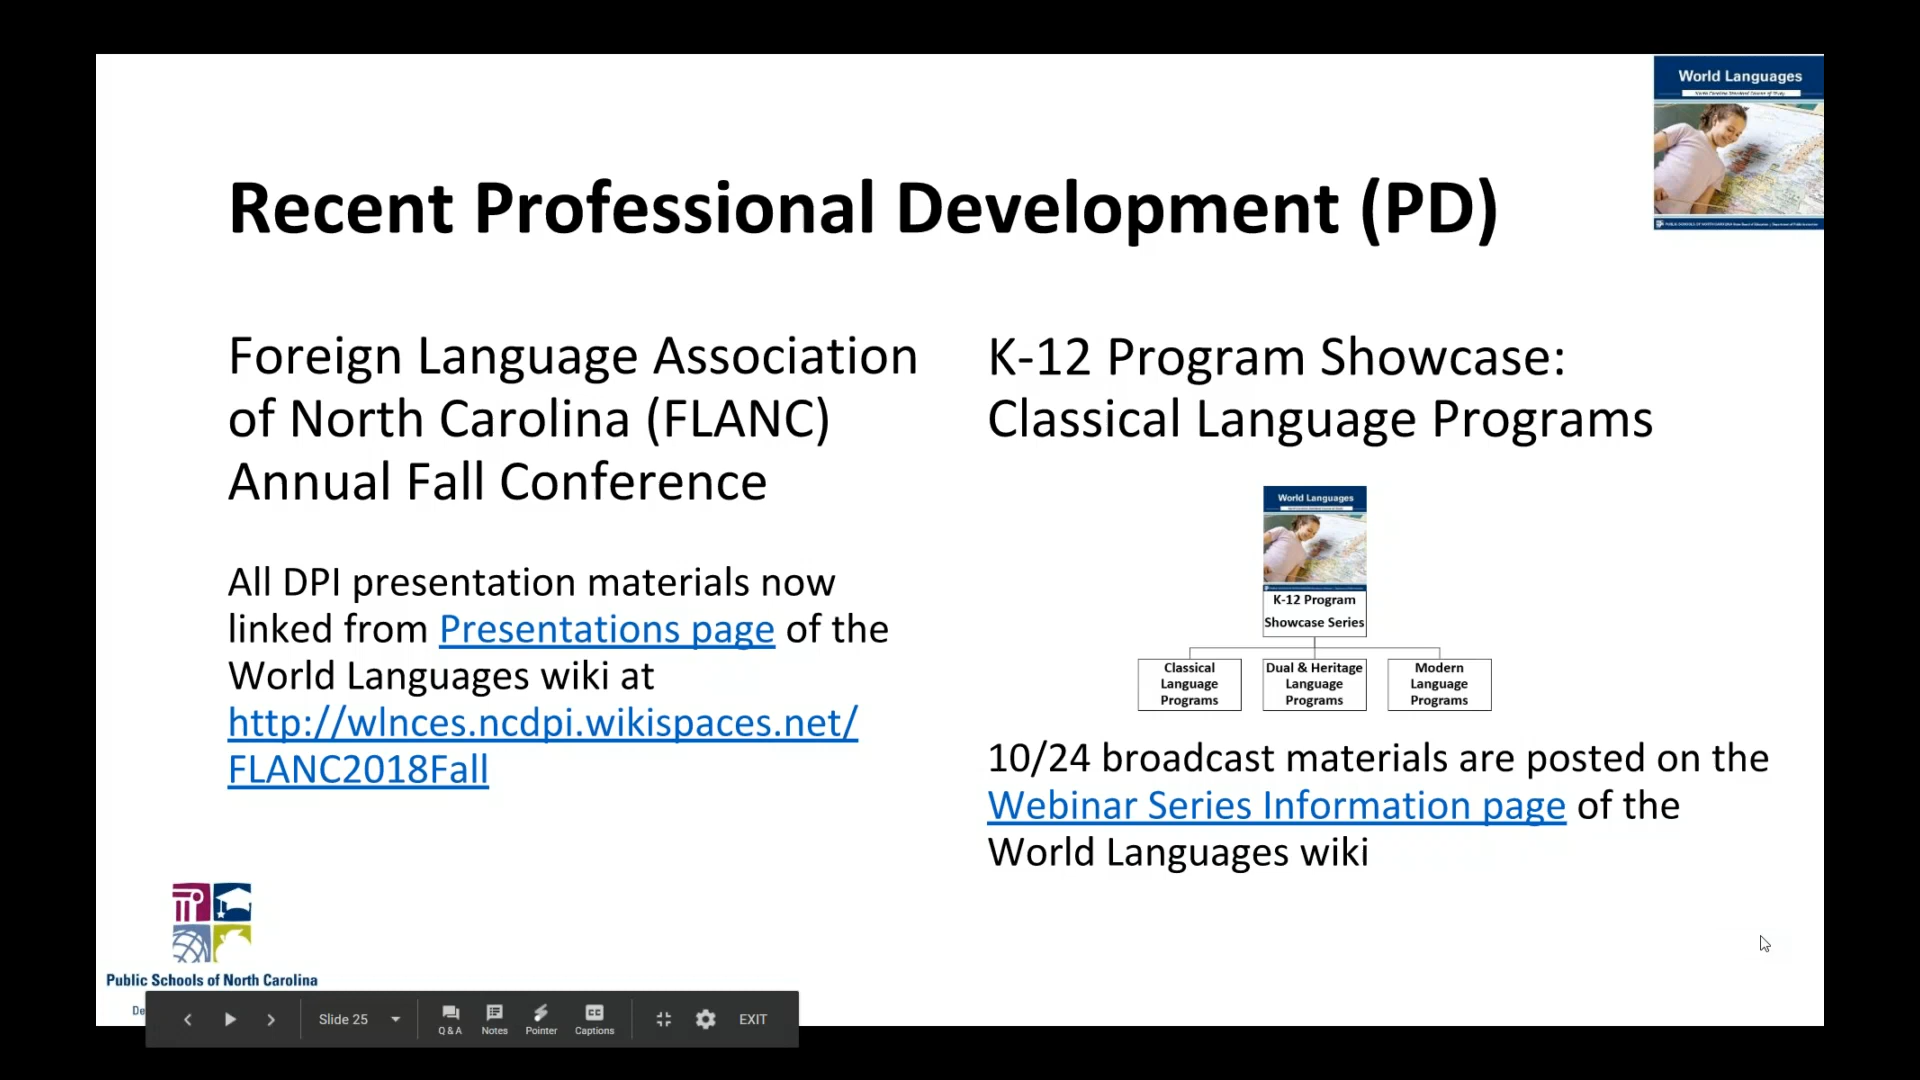 World Languages
Recent Professional Development (PD)
Foreign Language Association
of North Carolina (FLANC)
Annual Fall Conference
All DPI presentation materials now
linked from Presentations page of the
World Languages wiki at
http://wlnces.ncdpi.wikispaces.net/
FLANC2018Fall
K-12 Program Showcase:
Classical Language Programs
World Languages
K-12 Program
Showcase Series
Classical
Language
Programs
Dual & Heritage
Language
Programs
Modern
Language
Programs
10/24 broadcast materials are posted on the
Webinar Series Information page of the
World Languages wiki
Public Schools of North Carolina
De
Slide 25
Q & A
Notes
Pointer
Captions
EXIT